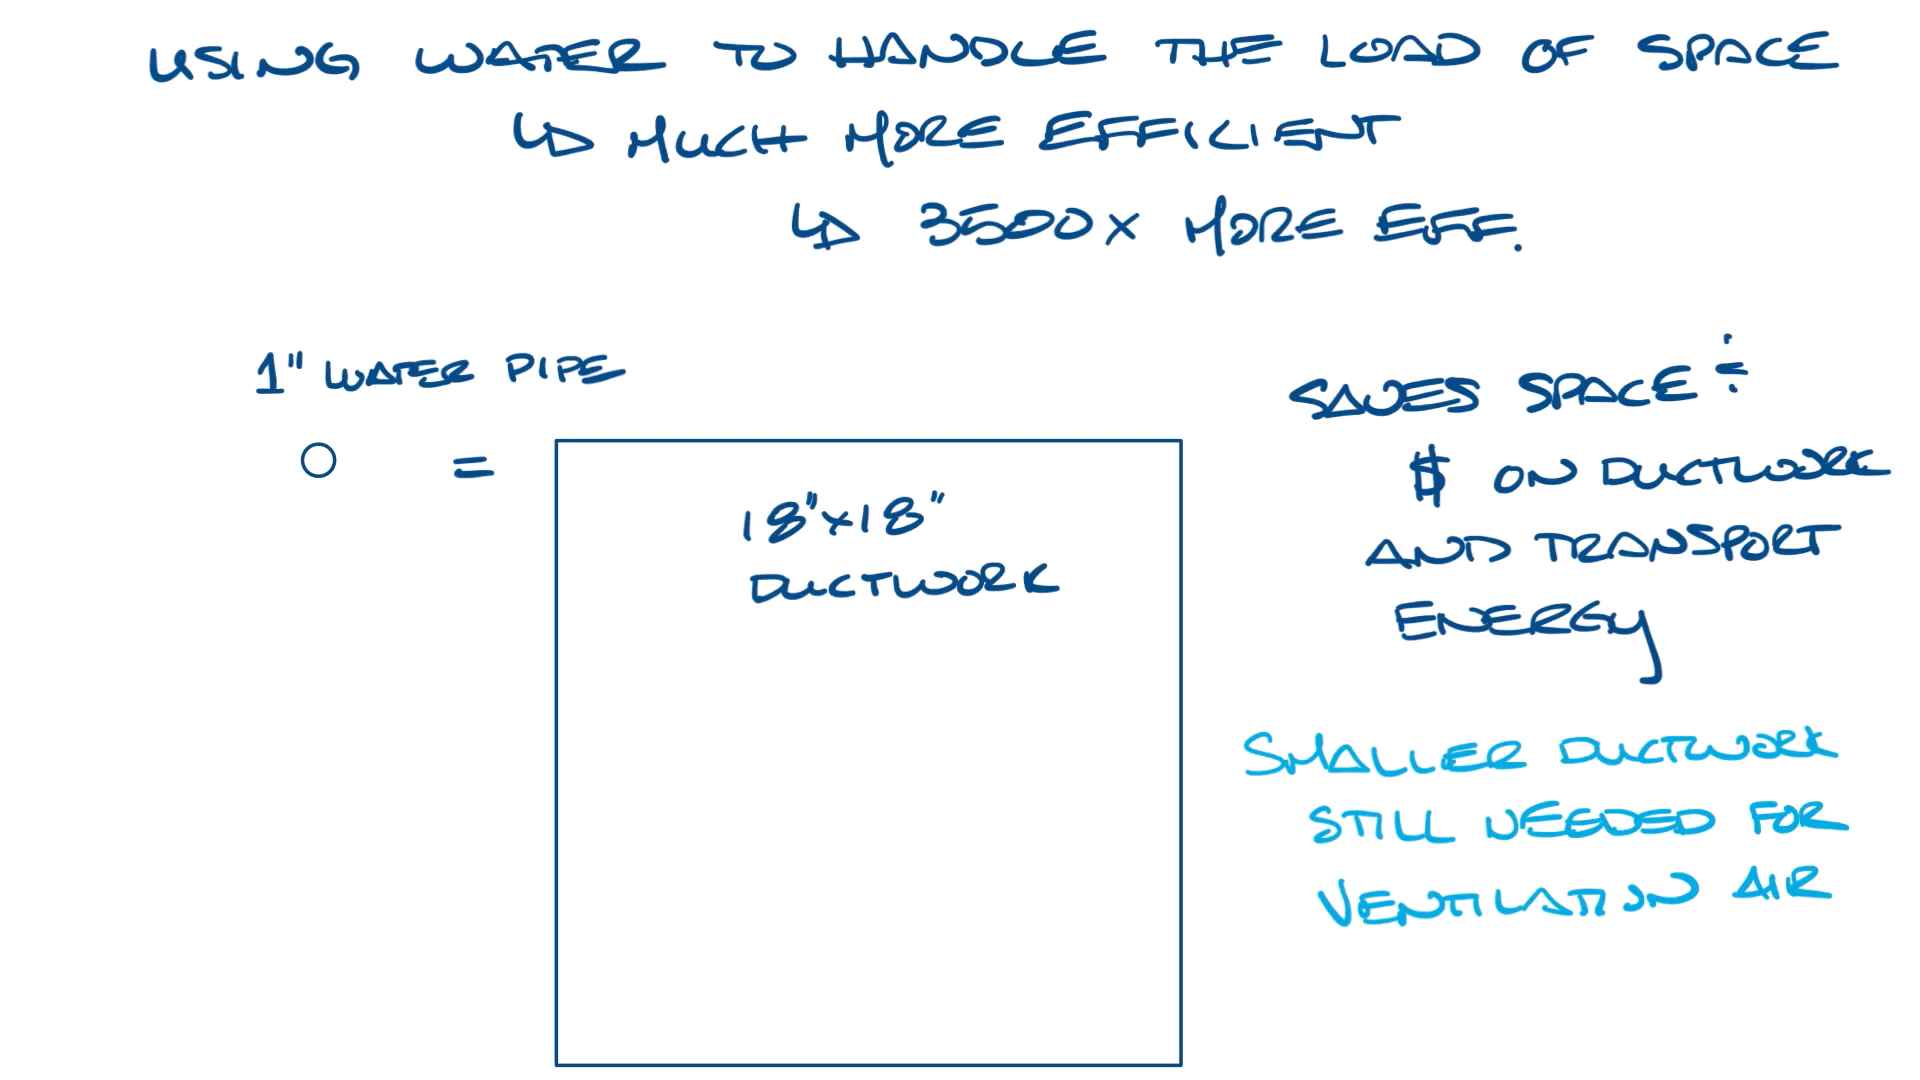 USING WATER TO HANDLE THE LOAD OF SPACE
↳ MUCH MORE EFFICIENT
↳ 3500x MORE EFF.
1" WATER PIPE
=
18"x18"
DUCTWORK
SAVES SPACE &
$ ON DUCTWORK
AND TRANSPORT
ENERGY
SMALLER DUCTWORK
STILL NEEDED FOR
VENTILATION AIR